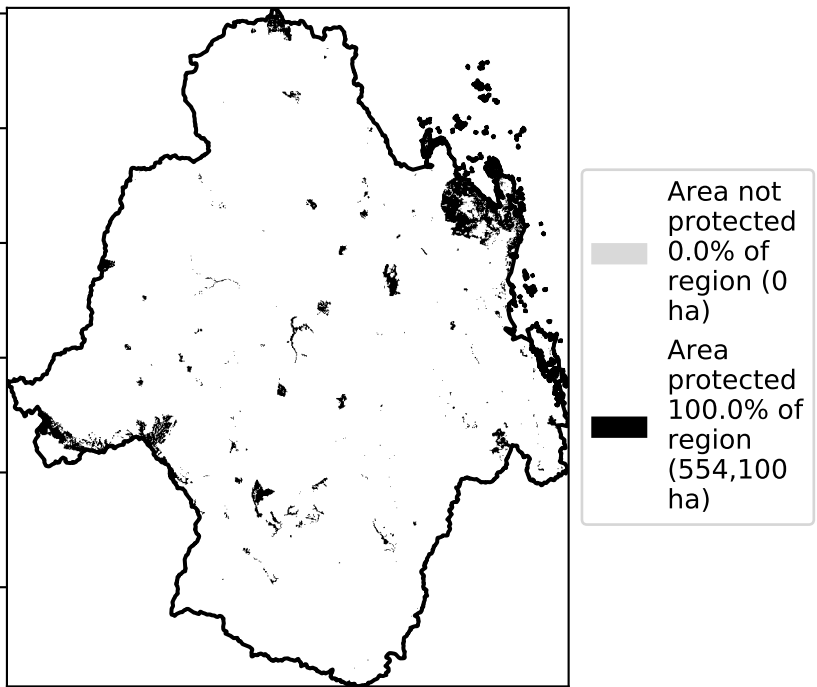 Area not
protected
0.0% of
region (0
ha)
Area
protected
100.0% of
region
(554,100
ha)